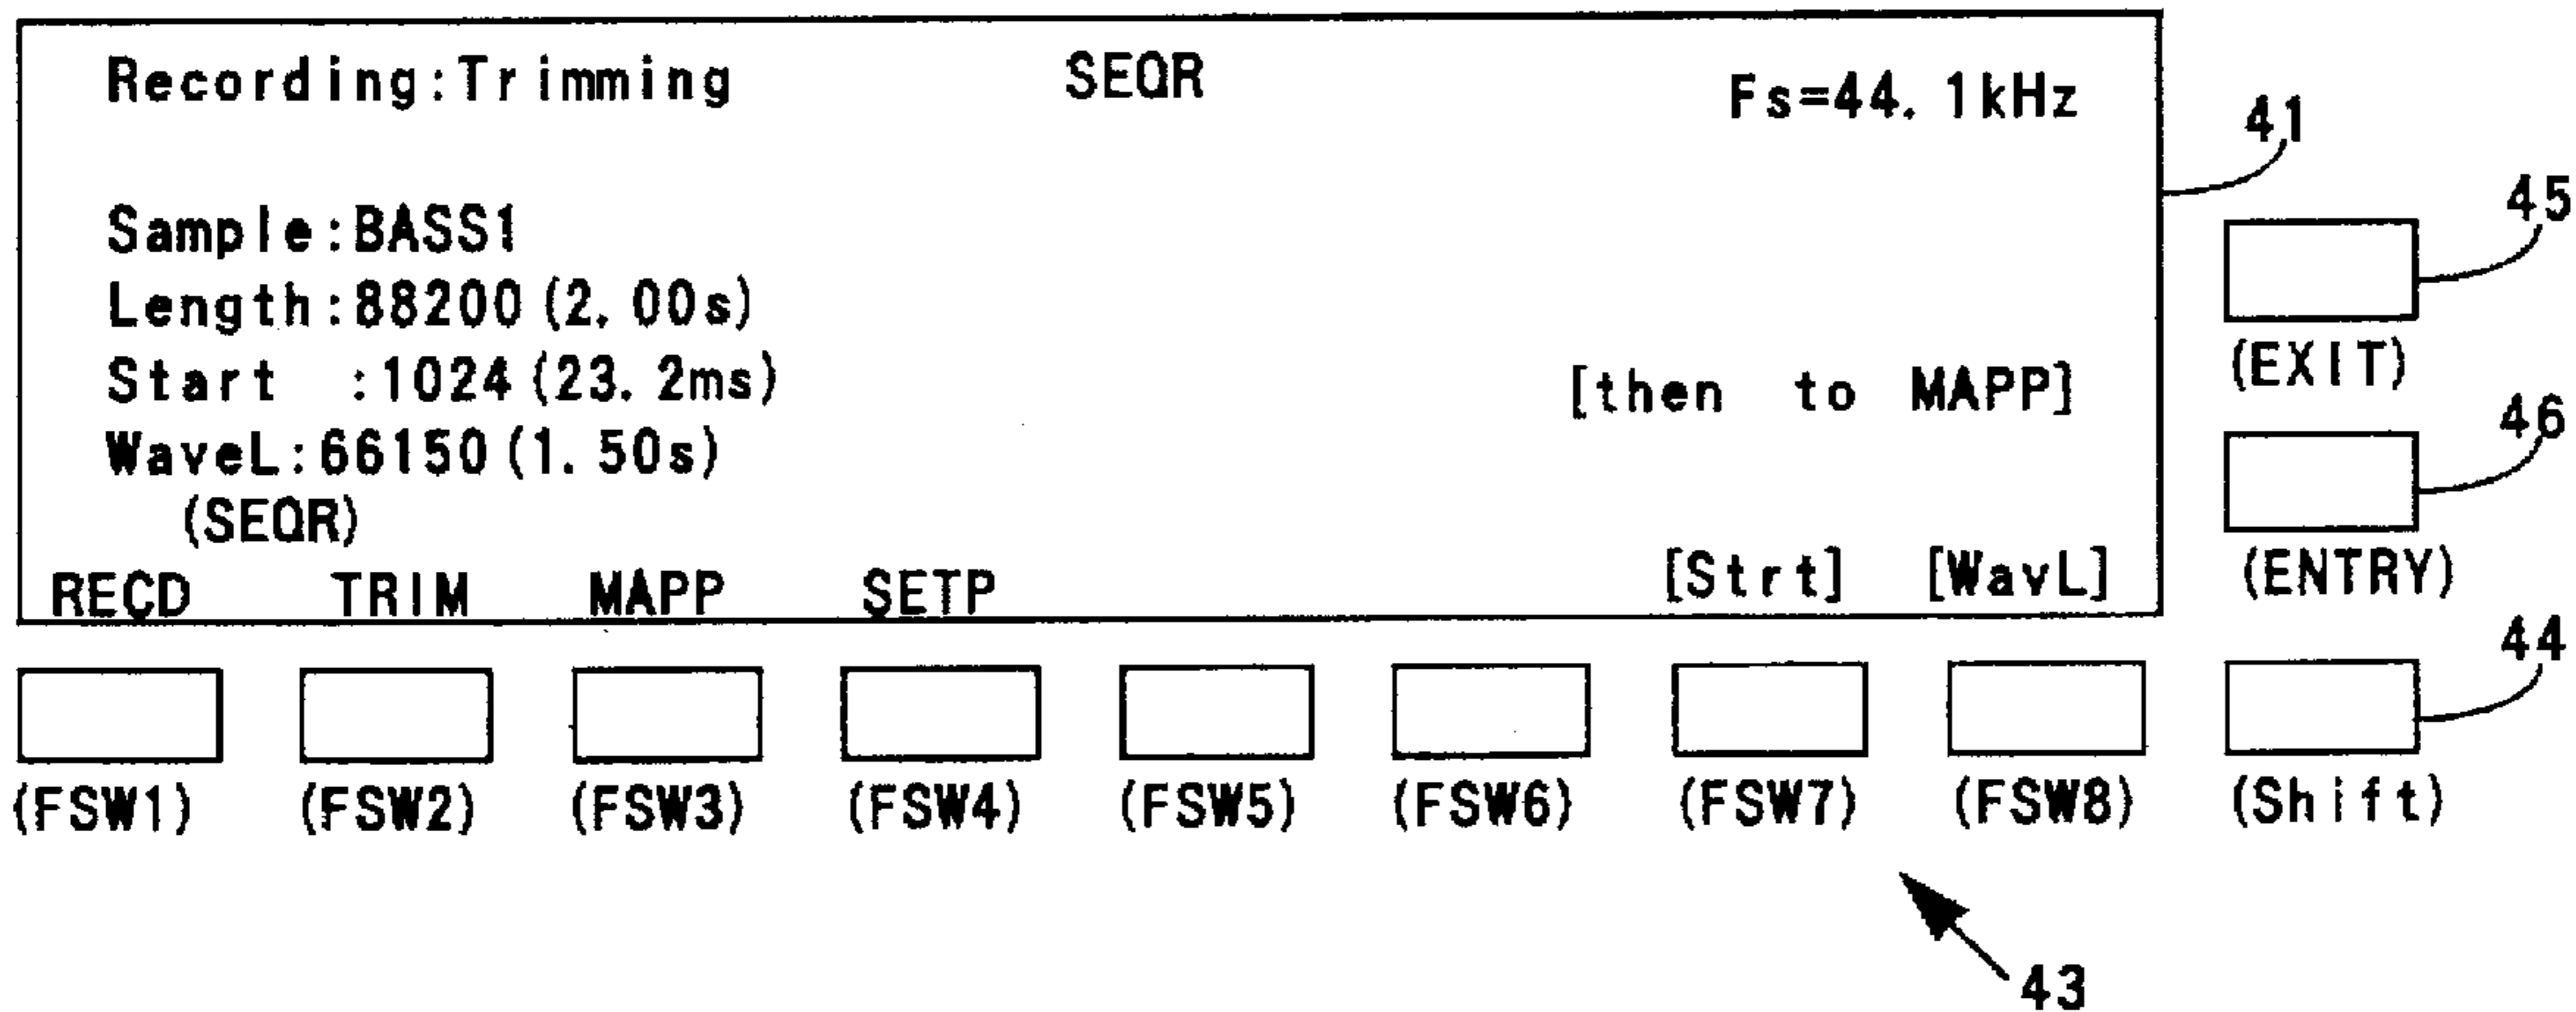 Recording:Trimming SEQR Fs=44.1kHz
41
45
Sample:BASS1
Length:88200(2.00s)
(EXIT)
Start :1024(23.2ms) [then to MAPP]
46
WaveL:66150(1.50s)
(SEQR)
RECD TRIM MAPP SETP [Strt] [WavL] (ENTRY)
44
(FSW1) (FSW2) (FSW3) (FSW4) (FSW5) (FSW6) (FSW7) (FSW8) (Shift)
43